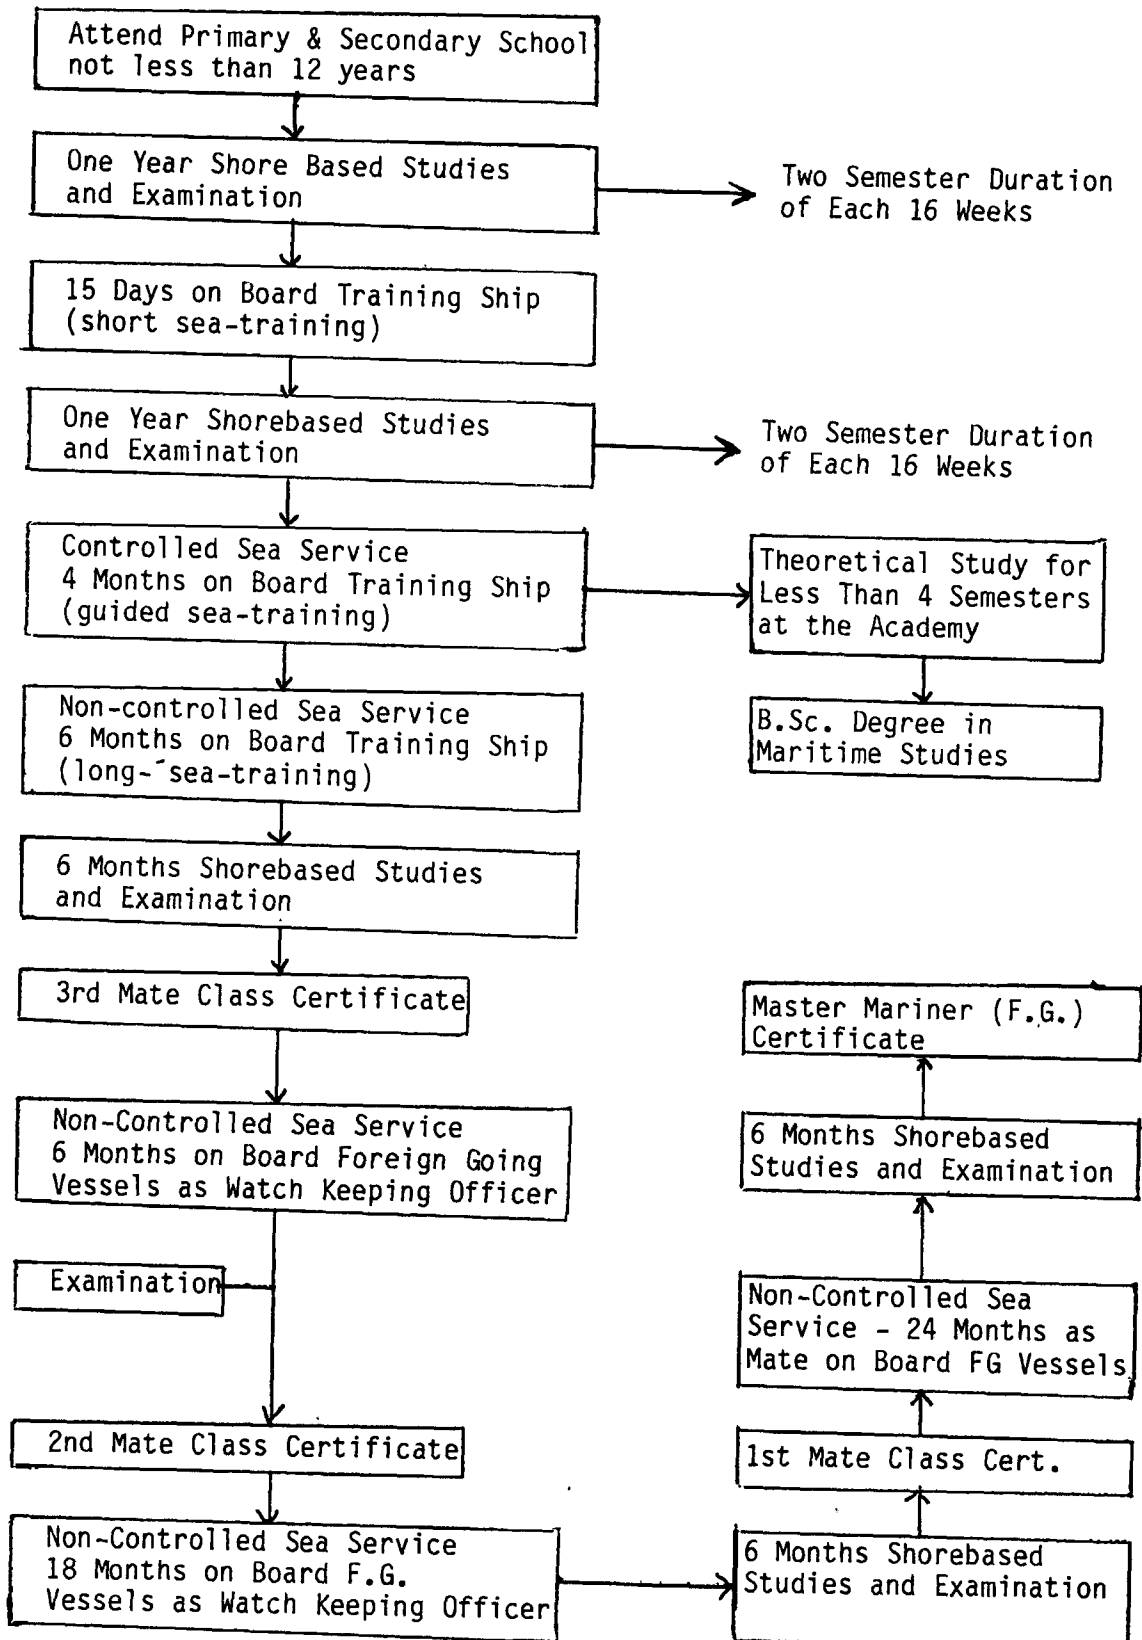 Attend Primary & Secondary School
not less than 12 years
One Year Shore Based Studies
and Examination
Two Semester Duration
of Each 16 Weeks
15 Days on Board Training Ship
(short sea-training)
One Year Shorebased Studies
and Examination
Two Semester Duration
of Each 16 Weeks
Controlled Sea Service
4 Months on Board Training Ship
(guided sea-training)
Theoretical Study for
Less Than 4 Semesters
at the Academy
B.Sc. Degree in
Maritime Studies
Non-controlled Sea Service
6 Months on Board Training Ship
(long- sea-training)
6 Months Shorebased Studies
and Examination
3rd Mate Class Certificate
Non-Controlled Sea Service
6 Months on Board Foreign Going
Vessels as Watch Keeping Officer
Examination
2nd Mate Class Certificate
Non-Controlled Sea Service
18 Months on Board F.G.
Vessels as Watch Keeping Officer
6 Months Shorebased
Studies and Examination
1st Mate Class Cert.
Non-Controlled Sea
Service - 24 Months as
Mate on Board FG Vessels
6 Months Shorebased
Studies and Examination
Master Mariner (F.G.)
Certificate